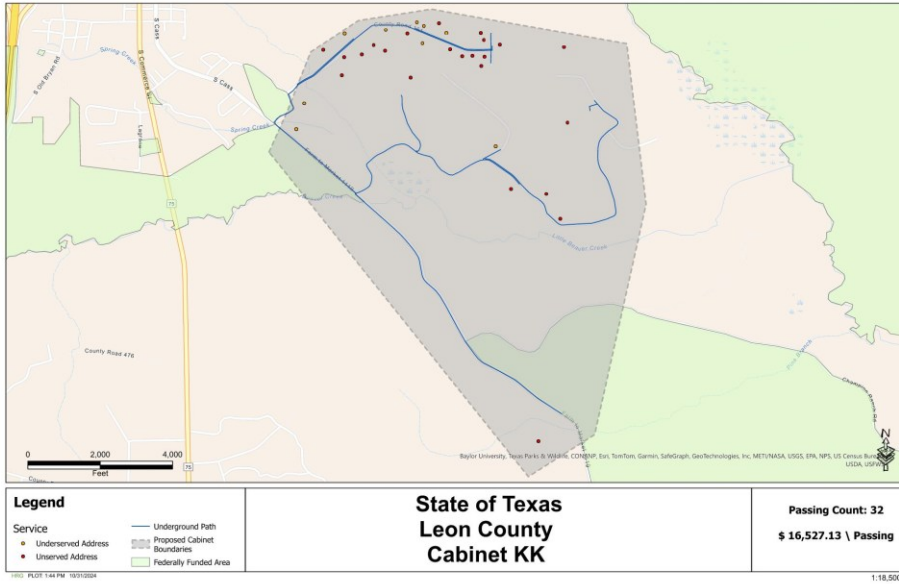 S Old Bryan Rd
Spring Creek
S Cass
S Commerce St
S Cass
Spring Creek
75
Little Beaver Creek
County Road 476
75
0 2,000 4,000
Feet
N
Baylor University, Texas Parks & Wildlife, CONANP, Esri, TomTom, Garmin, SafeGraph, GeoTechnologies, Inc, METI/NASA, USGS, EPA, NPS, US Census Bureau,
USDA, USFWS
Legend
Service
Underserved Address
Unserved Address
Underground Path
Proposed Cabinet
Boundaries
Federally Funded Area
State of Texas
Leon County
Cabinet KK
Passing Count: 32
$ 16,527.13 \ Passing
PLOT 1:44 PM 10/31/2024
1:18,500